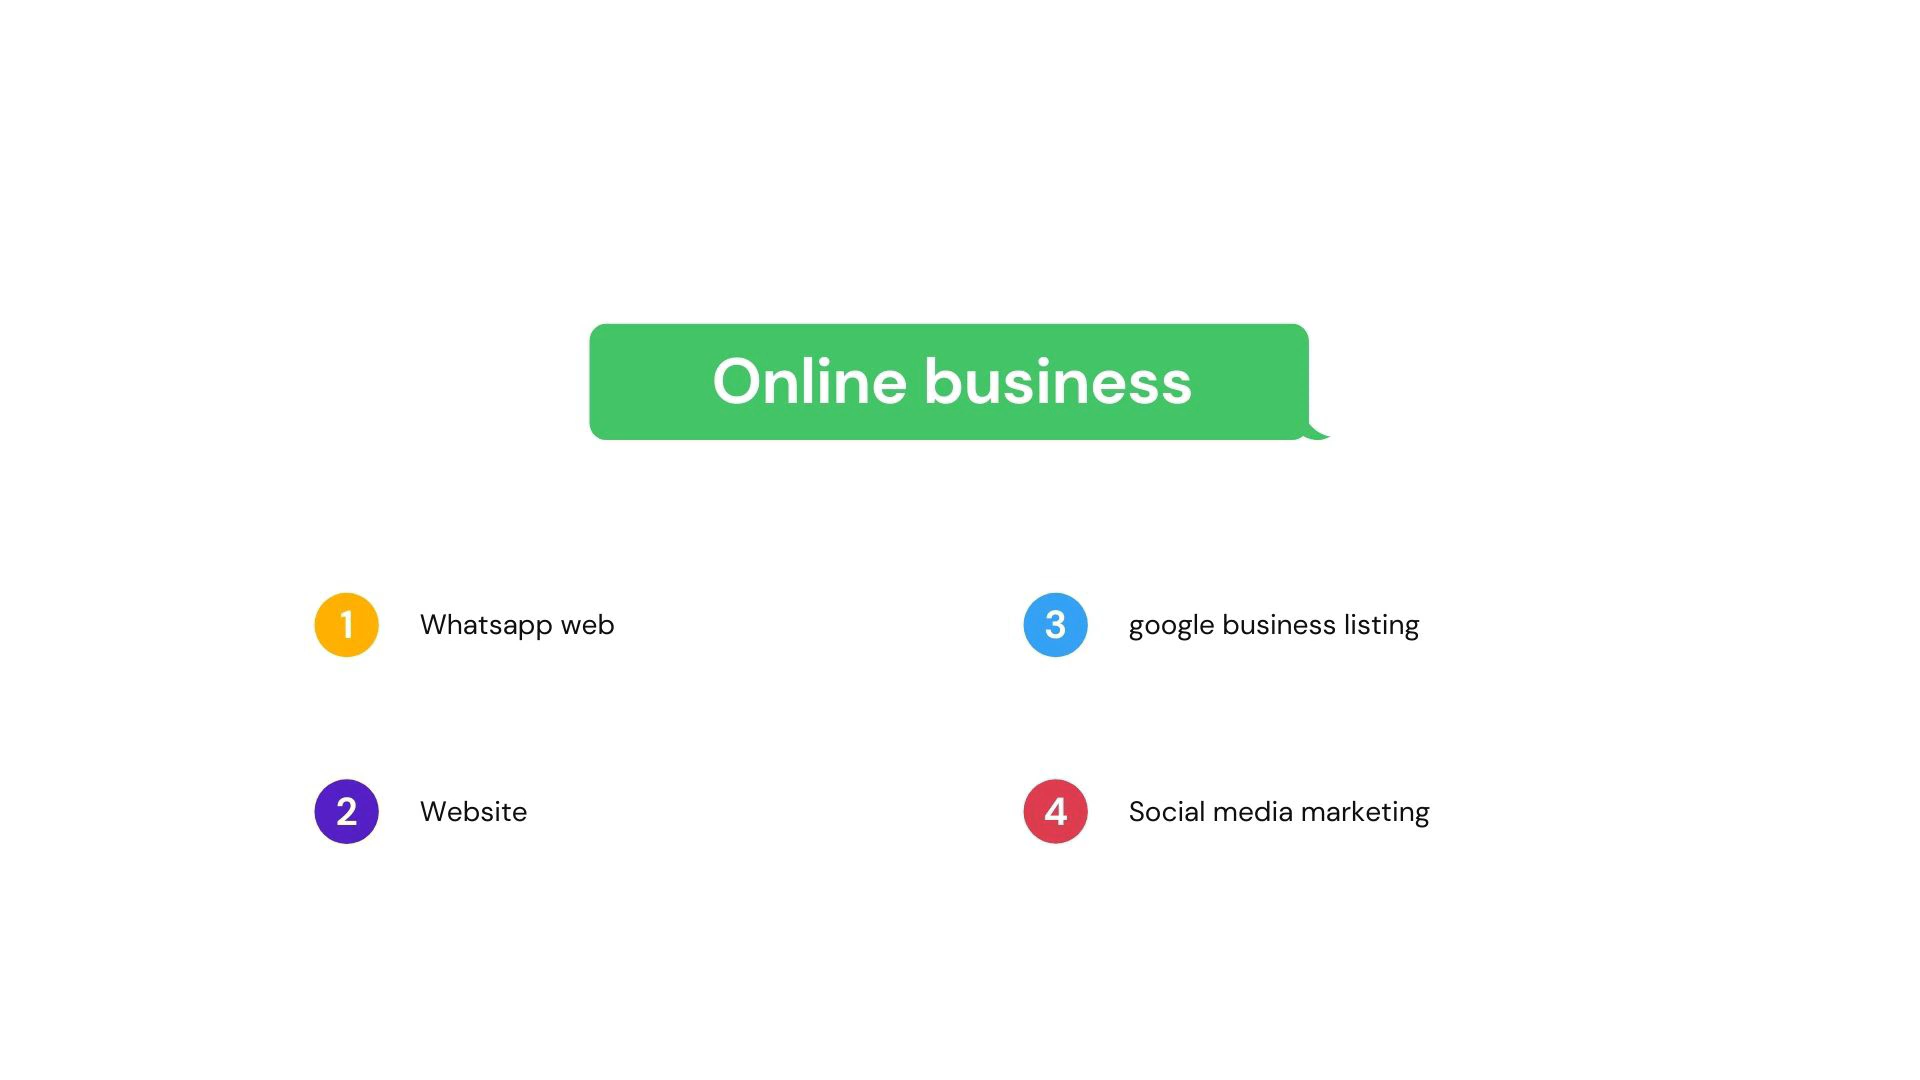 Online business
1 Whatsapp web
2 Website
3 google business listing
4 Social media marketing